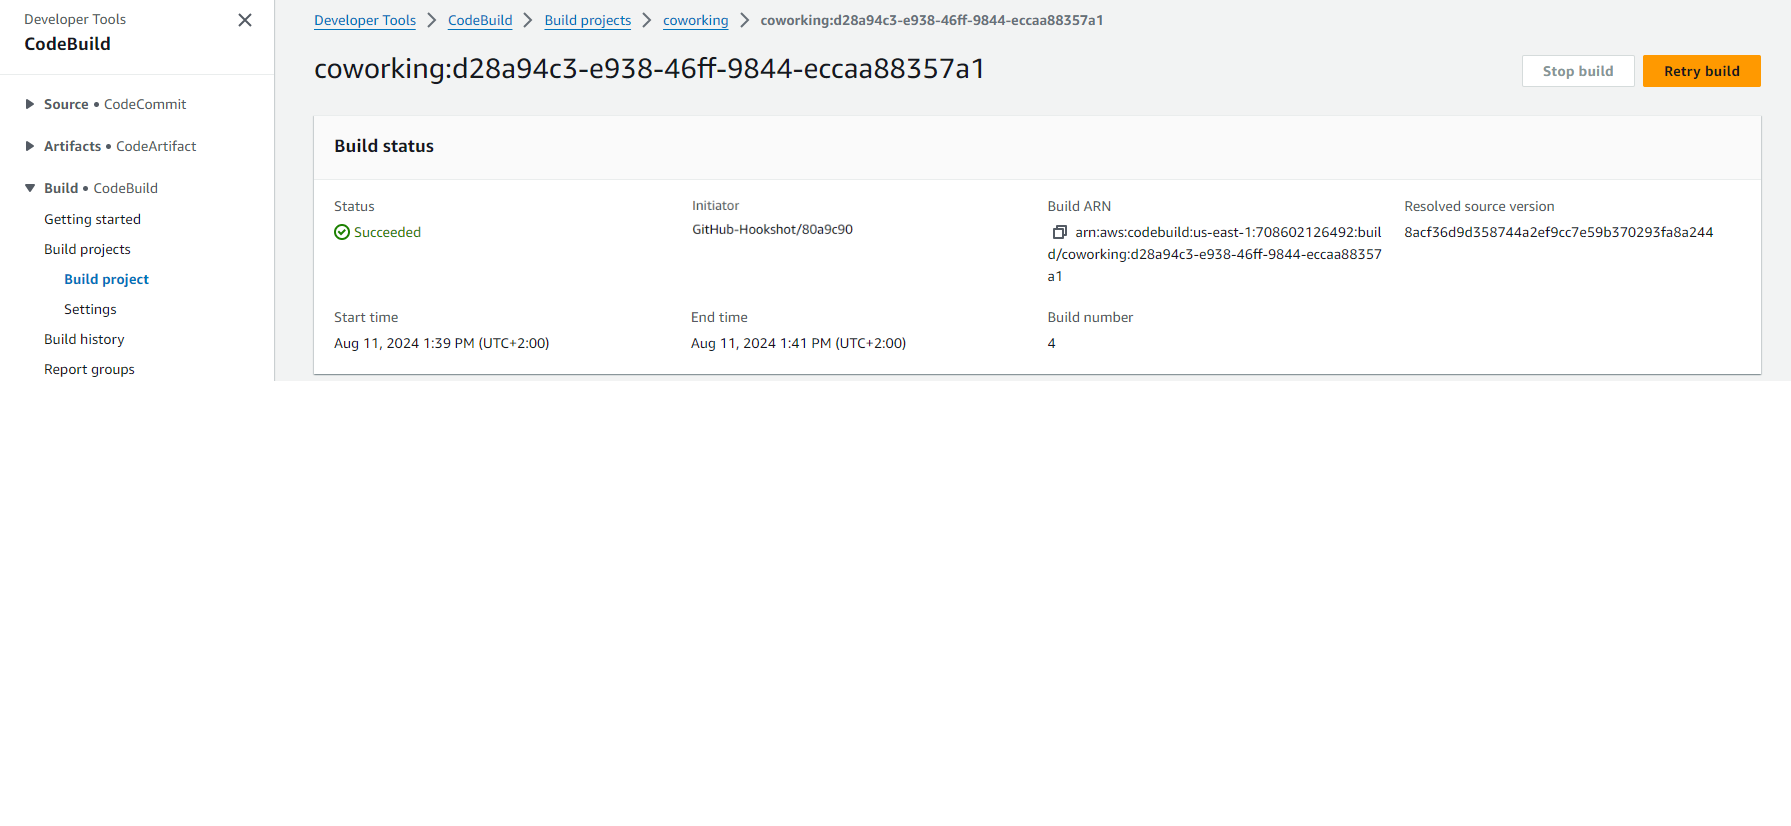 Developer Tools
CodeBuild
Source • CodeCommit
Artifacts • CodeArtifact
Build • CodeBuild
Getting started
Build projects
Build project
Settings
Build history
Report groups
Developer Tools > CodeBuild > Build projects > coworking > coworking:d28a94c3-e938-46ff-9844-eccaa88357a1
coworking:d28a94c3-e938-46ff-9844-eccaa88357a1
Stop build
Retry build
Build status
Status
Succeeded
Initiator
GitHub-Hookshot/80a9c90
Build ARN
arn:aws:codebuild:us-east-1:708602126492:buil
d/coworking:d28a94c3-e938-46ff-9844-eccaa88357
a1
Resolved source version
8acf36d9d358744a2ef9cc7e59b370293fa8a244
Start time
Aug 11, 2024 1:39 PM (UTC+2:00)
End time
Aug 11, 2024 1:41 PM (UTC+2:00)
Build number
4